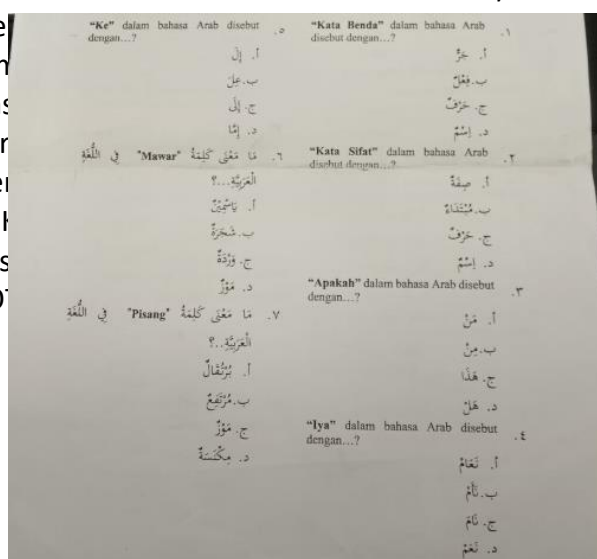 ١. "Kata Benda" dalam bahasa Arab
disebut dengan...?
أ. جَرٌّ
ب. فِعْلٌ
ج. حَرْفٌ
د. اِسْمٌ
٢. "Kata Sifat" dalam bahasa Arab
disebut dengan...?
أ. صِفَةٌ
ب. مُبْتَدَاءٌ
ج. حَرْفٌ
د. اِسْمٌ
٣. "Apakah" dalam bahasa Arab disebut
dengan...?
أ. مَنْ
ب. مِنْ
ج. هَذَا
د. هَلْ
٤. "Iya" dalam bahasa Arab disebut
dengan...?
أ. نَعَامْ
ب. نَأَمْ
ج. نَامَ
د. نَعَمْ
٥. "Ke" dalam bahasa Arab disebut
dengan...?
أ.
ب.
ج. إِلَى
د. إِمَّا
٦. مَا مَعْنَى كَلِمَةُ "Mawar" فِي اللُّغَةِ
الْعَرَبِيَّةِ...؟
أ. يَاسْمِيْنٌ
ب. شَجَرَةٌ
ج. وَرْدَةٌ
د. مَوْزٌ
٧. مَا مَعْنَى كَلِمَةُ "Pisang" فِي اللُّغَةِ
الْعَرَبِيَّةِ..؟
أ. بُرْتُقَالٌ
ب. مُرْتَفِعٌ
ج. مَوْزٌ
د. مِكْنَسَةٌ